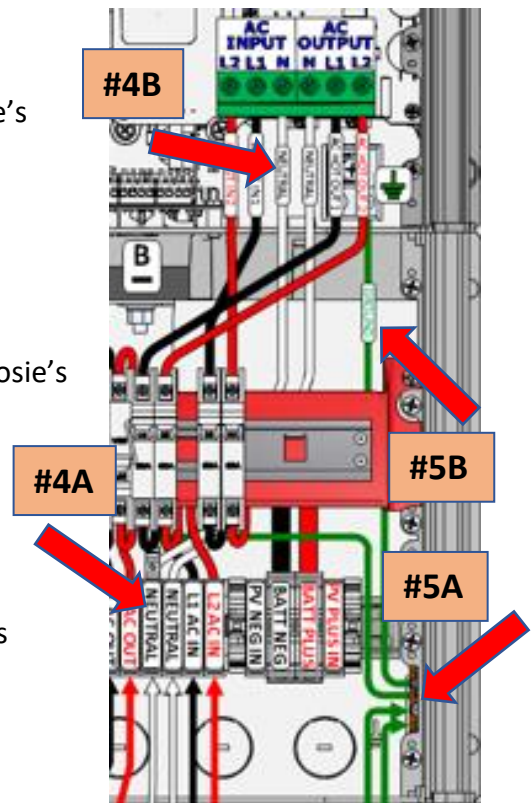 AC
INPUT
AC
OUTPUT
L2 L1 N N L1 L2
#4B
e's
NEUTRAL
NEUTRAL
B
osie's
#4A
#5B
#5A
s
AC OUT
NEUTRAL
NEUTRAL
L1 AC IN
L2 AC IN
PV NEG IN
BATT NEG
BATT PLUS
PV PLUS IN